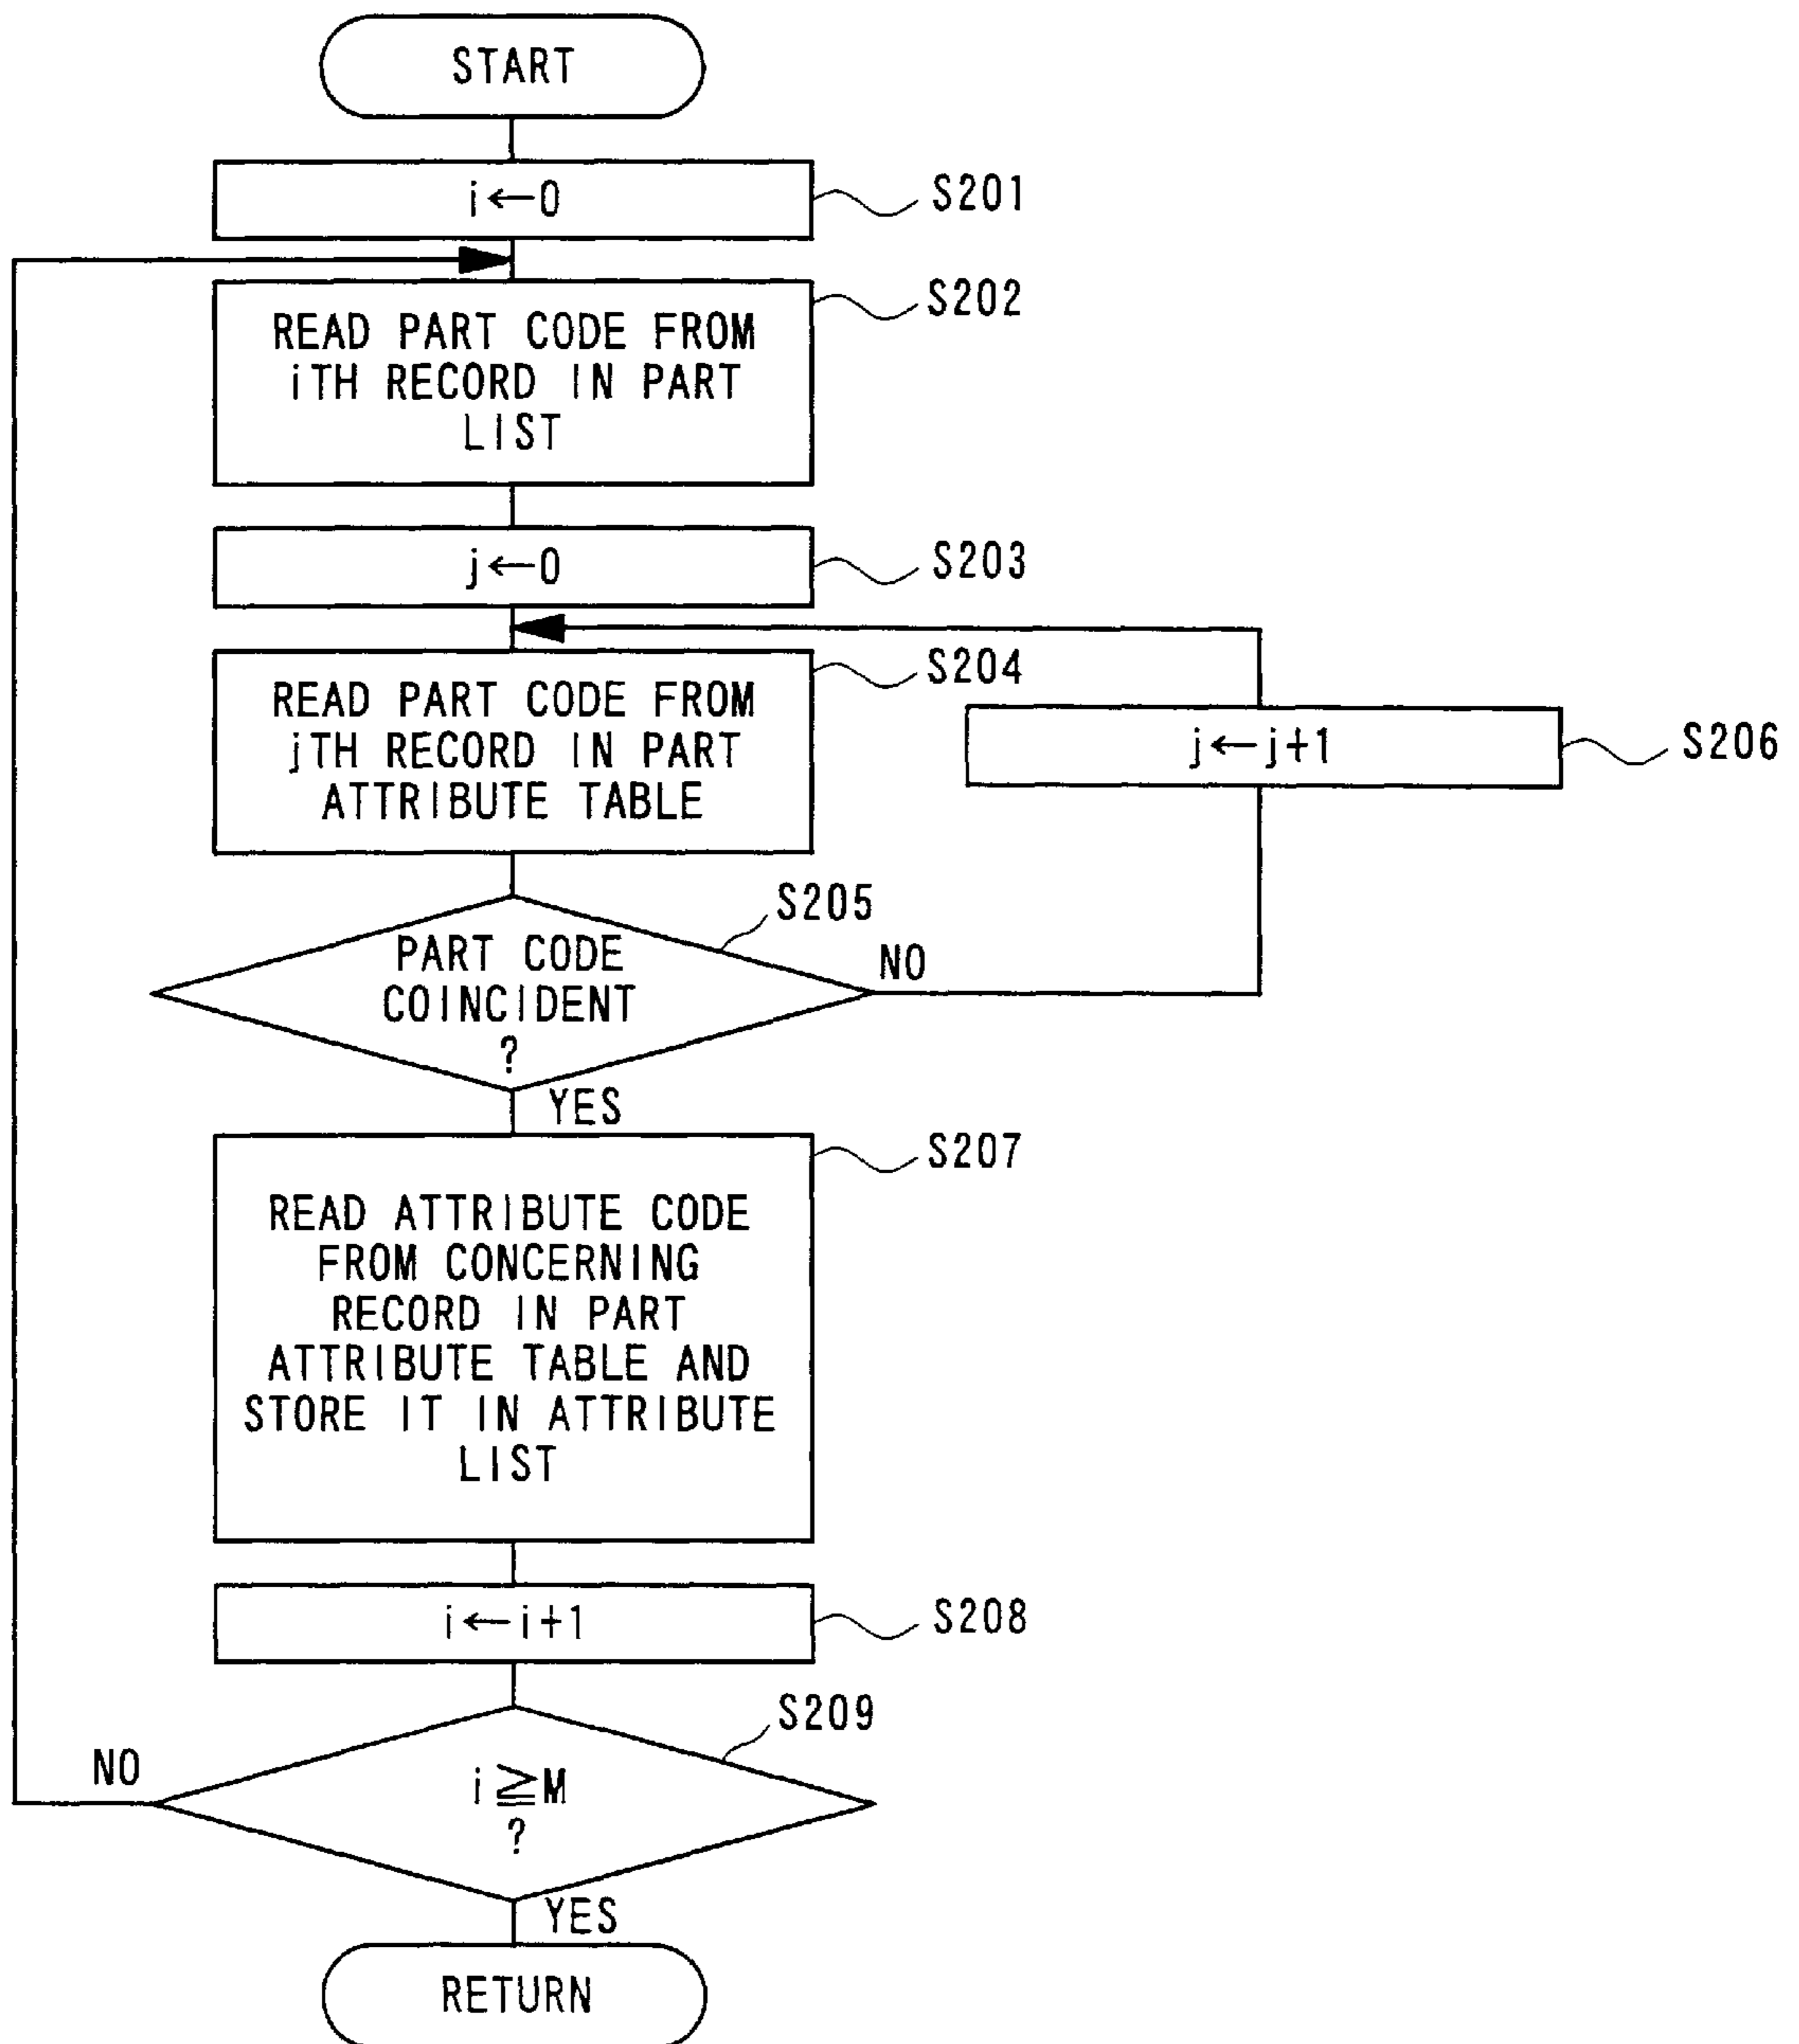 START
i←0
S201
READ PART CODE FROM
iTH RECORD IN PART
LIST
S202
j←0
S203
READ PART CODE FROM
jTH RECORD IN PART
ATTRIBUTE TABLE
S204
j←j+1
S206
PART CODE
COINCIDENT
?
S205
NO
YES
READ ATTRIBUTE CODE
FROM CONCERNING
RECORD IN PART
ATTRIBUTE TABLE AND
STORE IT IN ATTRIBUTE
LIST
S207
i←i+1
S208
i≧M
?
S209
NO
YES
RETURN